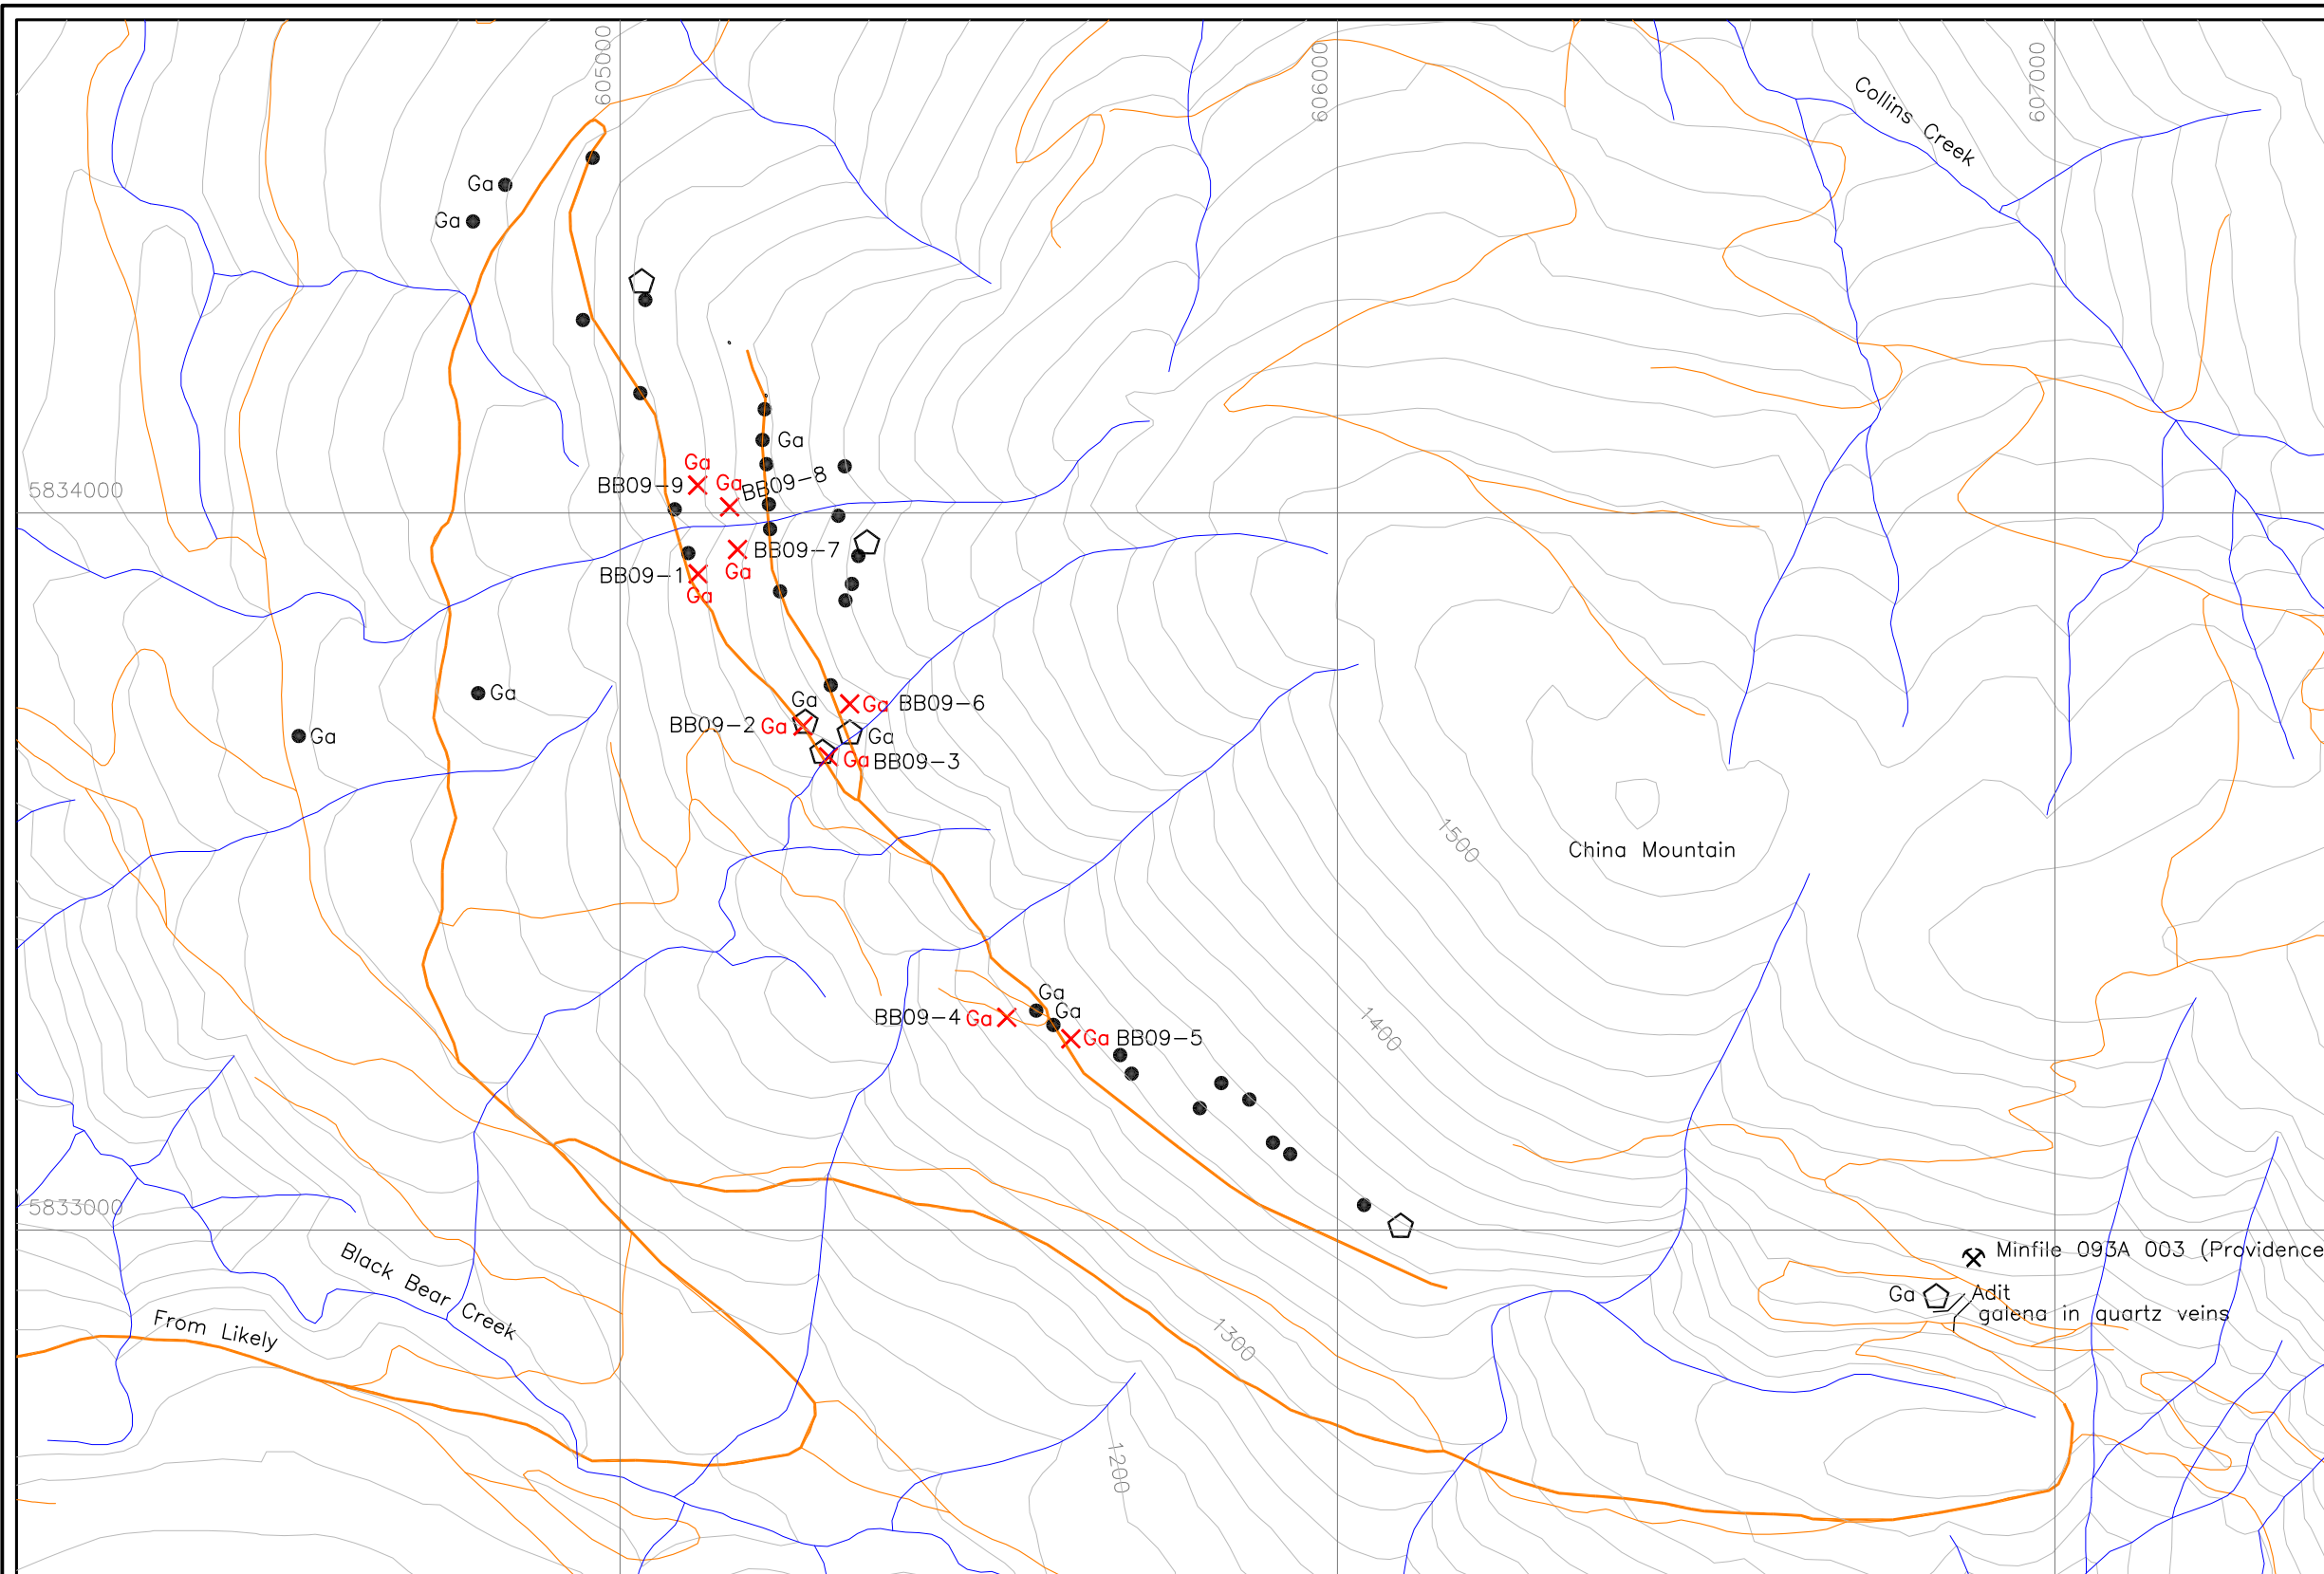 605000
606000
607000
Collins Creek
Ga
Ga
Ga
5834000
Ga
BB09-9
Ga
BB09-8
BB09-7
BB09-1
Ga
Ga
Ga
Ga
Ga
BB09-2
Ga
Ga
BB09-6
Ga
Ga
BB09-3
1500
China Mountain
Ga
Ga
BB09-4
Ga
Ga
BB09-5
1400
5833000
Black Bear Creek
From Likely
Minfile 093A 003 (Providence
Ga
Adit
galena in quartz veins
1300
1200